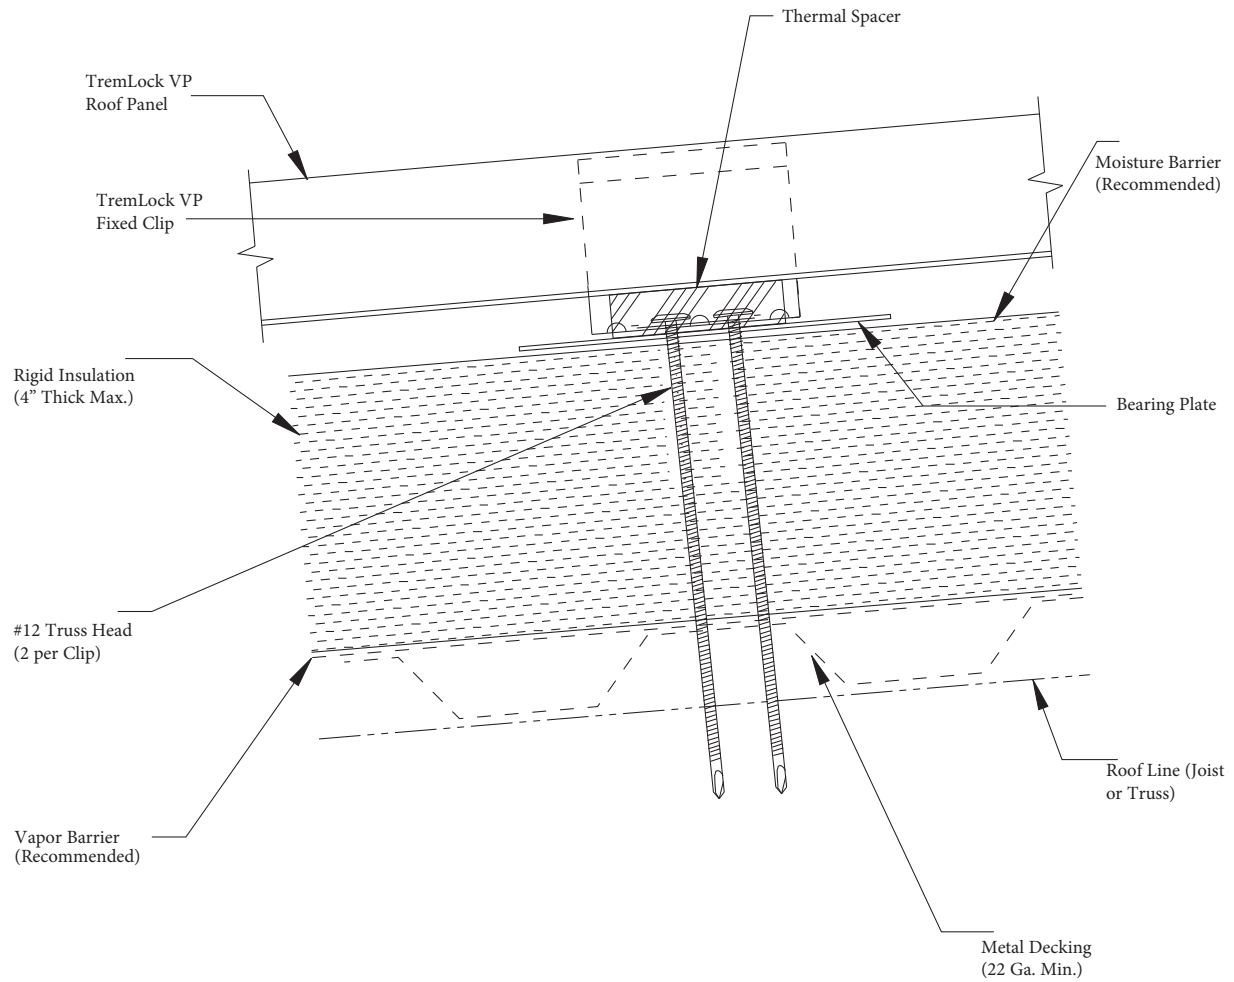 Thermal Spacer
TremLock VP
Roof Panel
Moisture Barrier
(Recommended)
TremLock VP
Fixed Clip
Rigid Insulation
(4” Thick Max.)
Bearing Plate
#12 Truss Head
(2 per Clip)
Roof Line (Joist
or Truss)
Vapor Barrier
(Recommended)
Metal Decking
(22 Ga. Min.)